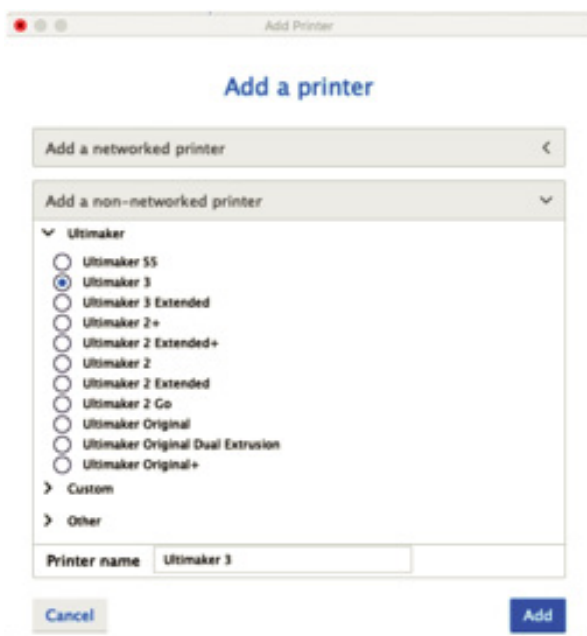 Add Printer
Add a printer
Add a networked printer
Add a non-networked printer
Ultimaker
Ultimaker S5
Ultimaker 3
Ultimaker 3 Extended
Ultimaker 2+
Ultimaker 2 Extended+
Ultimaker 2
Ultimaker 2 Extended
Ultimaker 2 Go
Ultimaker Original
Ultimaker Original Dual Extrusion
Ultimaker Original+
Custom
Other
Printer name Ultimaker 3
Cancel Add